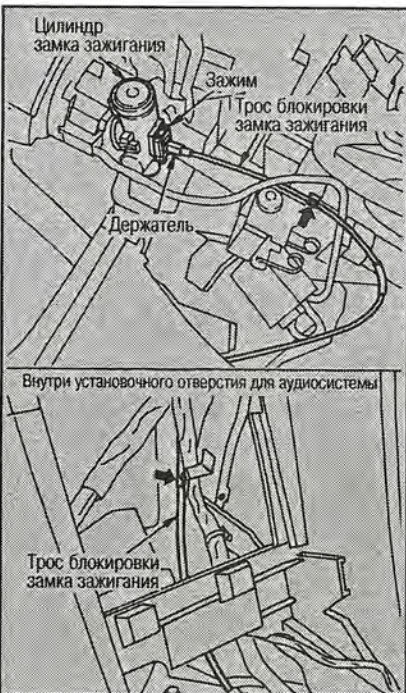 Цилиндр
замка зажигания
Зажим
Трос блокировки
замка зажигания
Держатель
Внутри установочного отверстия для аудиосистемы
Трос блокировки
замка зажигания